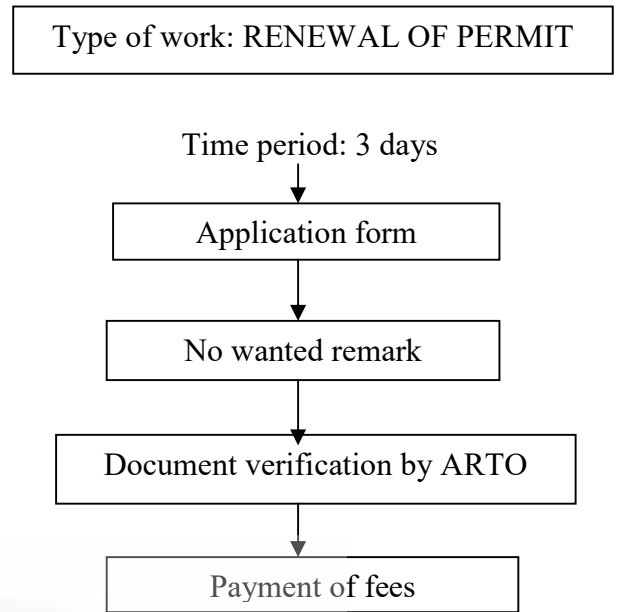 Type of work: RENEWAL OF PERMIT
Time period: 3 days
Application form
No wanted remark
Document verification by ARTO
Payment of fees